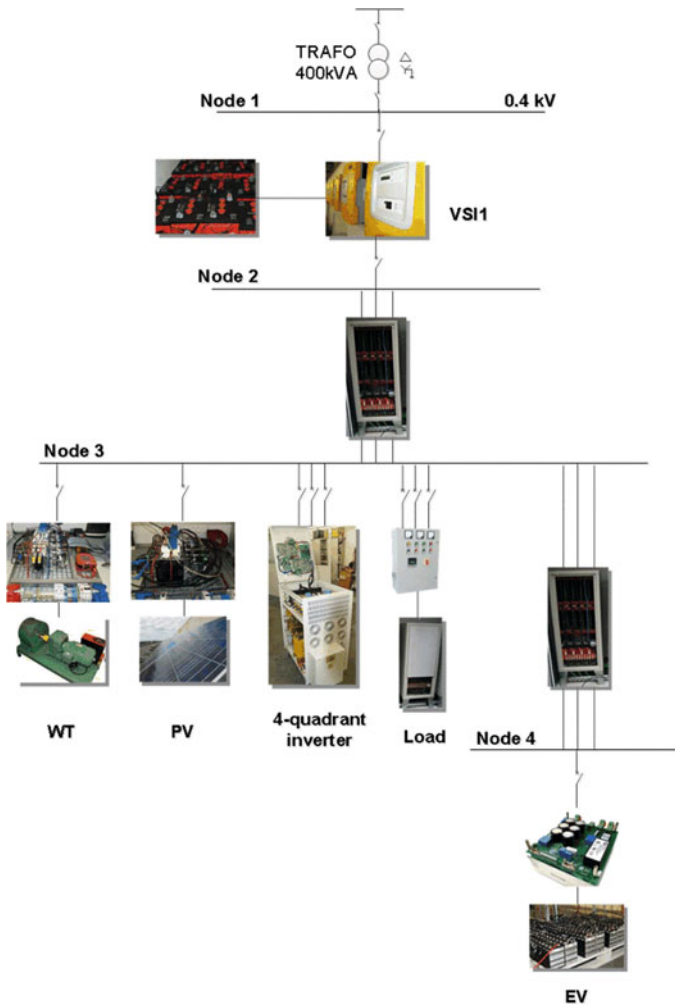 TRAFO
400kVA
Node 1
0.4 kV
VSI1
Node 2
Node 3
WT
PV
4-quadrant
inverter
Load
Node 4
EV